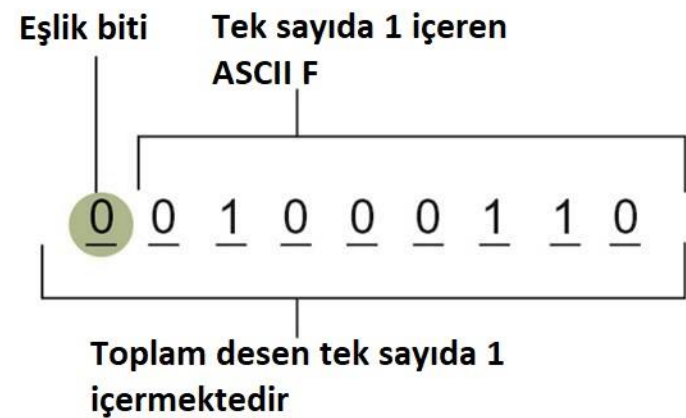 Eşlik biti
Tek sayıda 1 içeren
ASCII F
0 0 1 0 0 0 1 1 0
Toplam desen tek sayıda 1
içermektedir